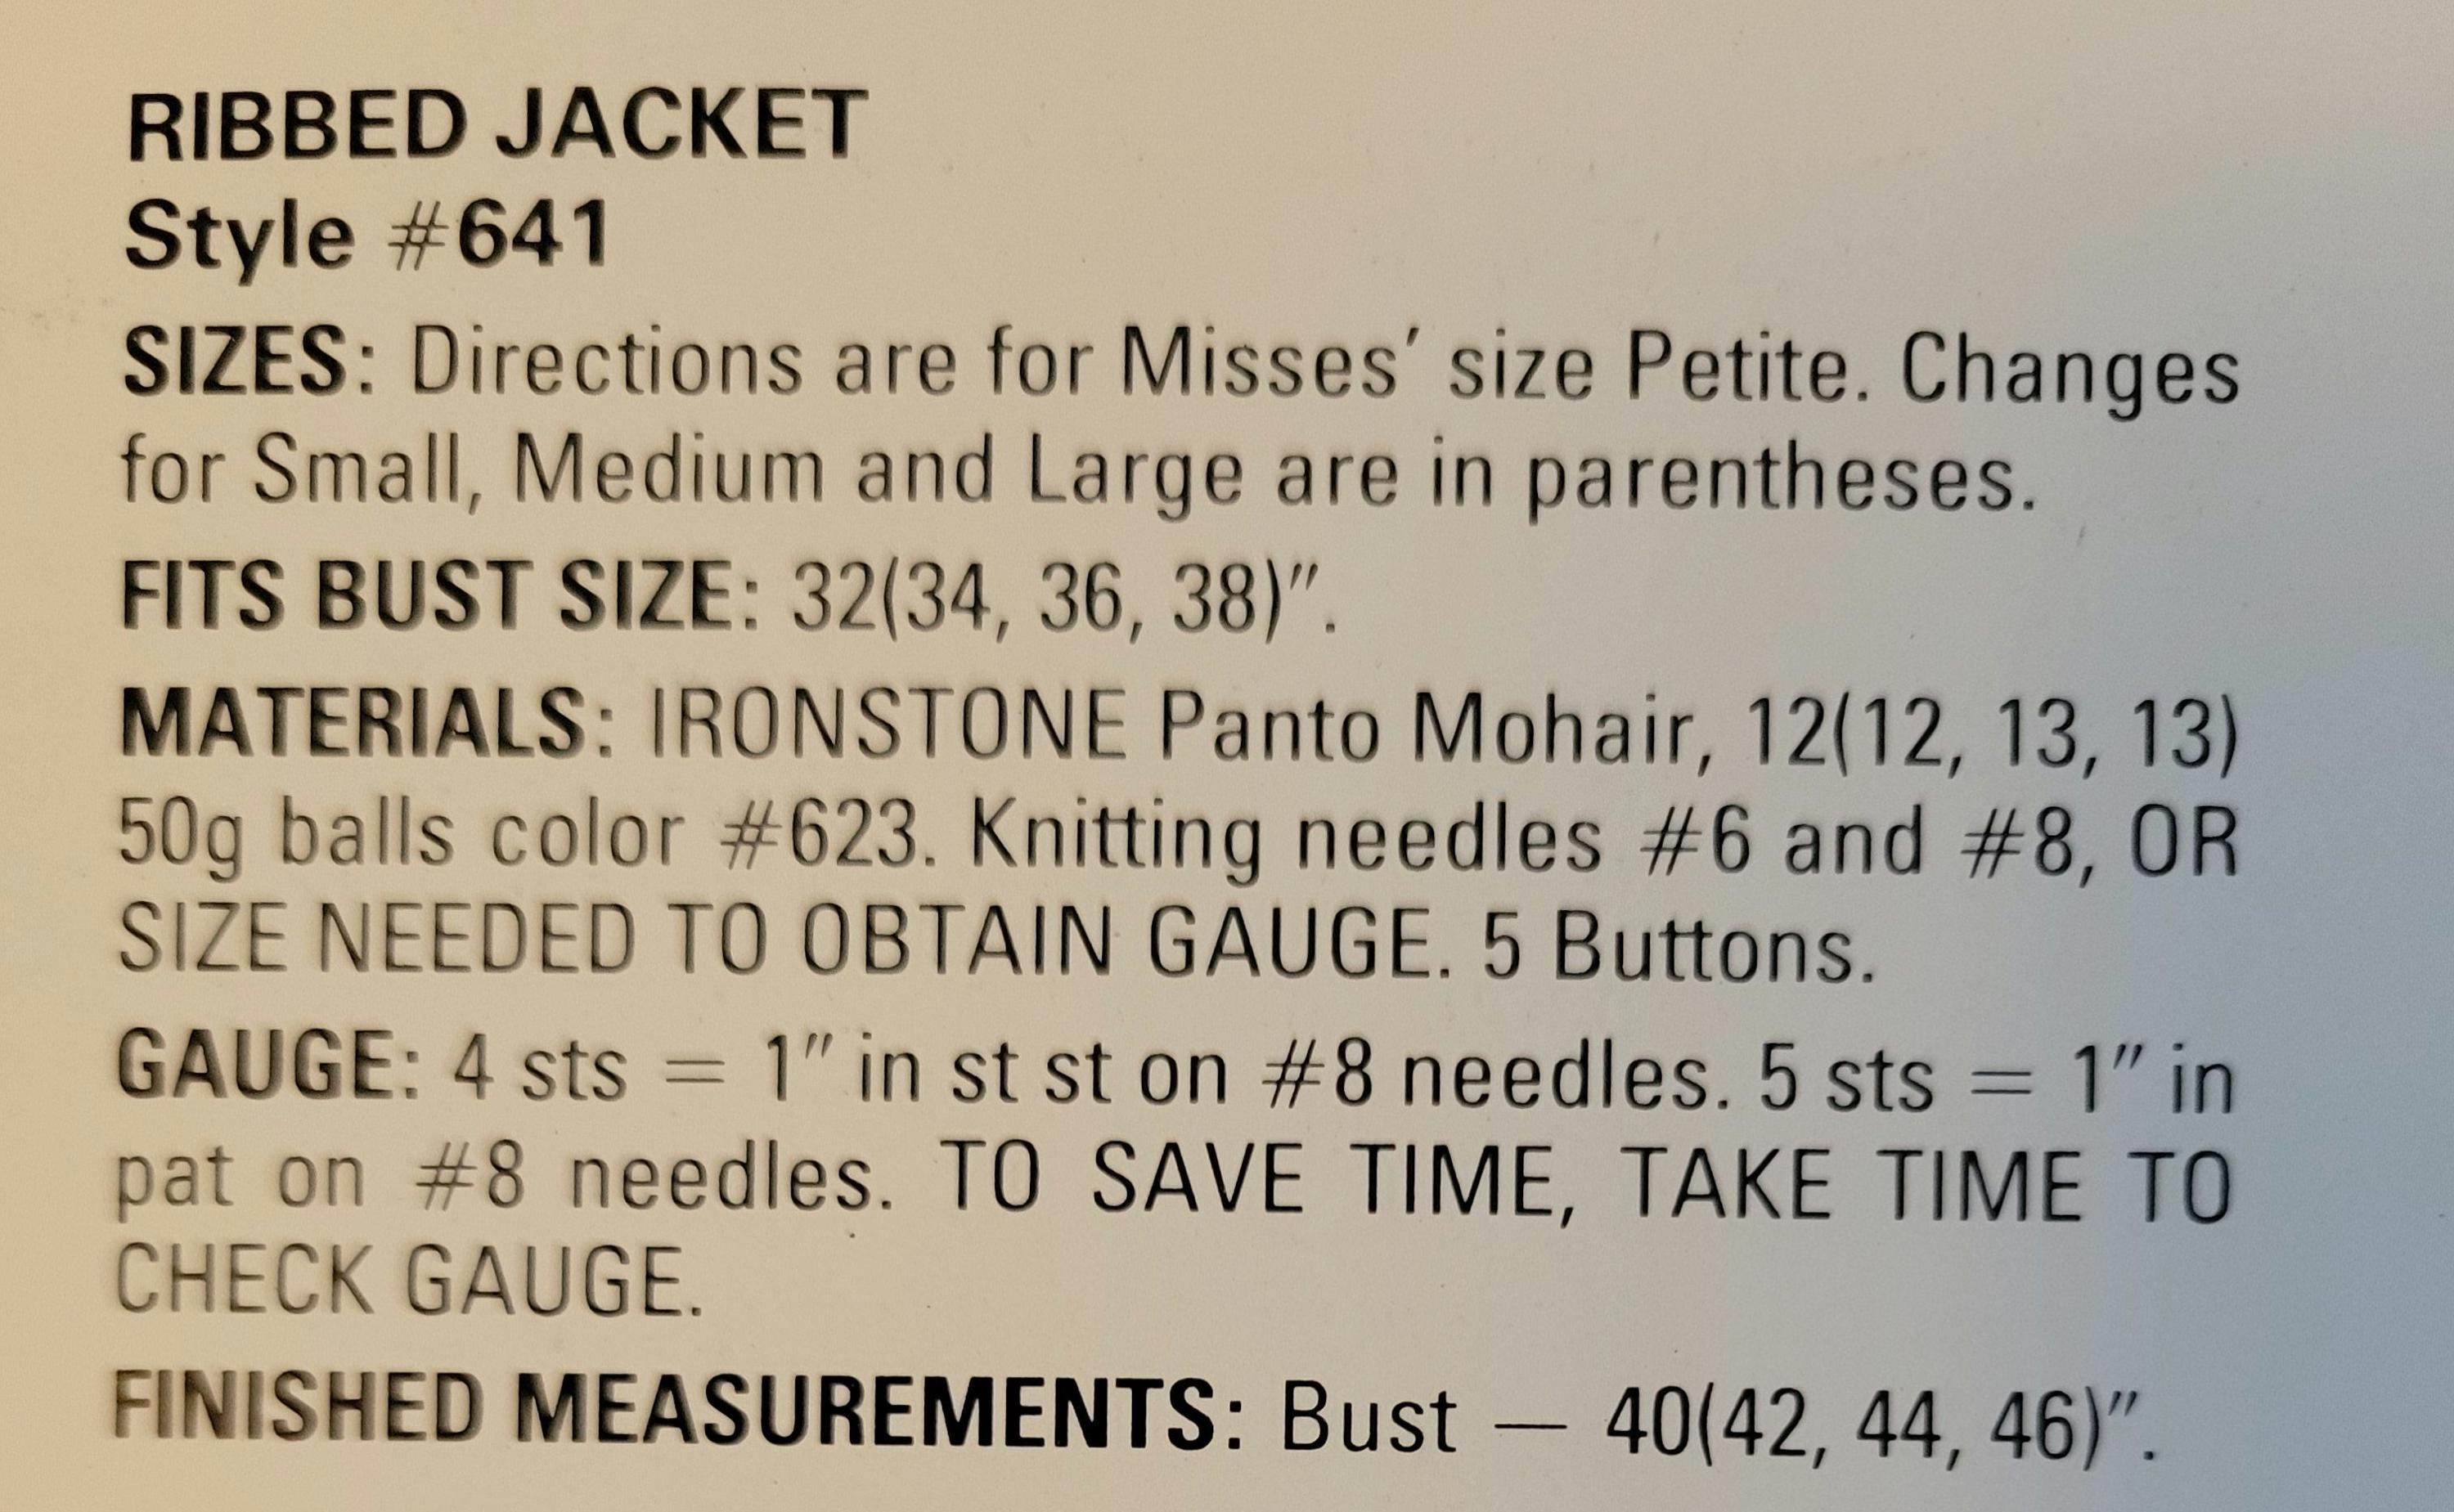 RIBBED JACKET
Style #641
SIZES: Directions are for Misses′ size Petite. Changes
for Small, Medium and Large are in parentheses.
FITS BUST SIZE: 32(34, 36, 38)″.
MATERIALS: IRONSTONE Panto Mohair, 12(12, 13, 13)
50g balls color #623. Knitting needles #6 and #8, OR
SIZE NEEDED TO OBTAIN GAUGE. 5 Buttons.
GAUGE: 4 sts = 1″ in st st on #8 needles. 5 sts = 1″ in
pat on #8 needles. TO SAVE TIME, TAKE TIME TO
CHECK GAUGE.
FINISHED MEASUREMENTS: Bust — 40(42, 44, 46)″.